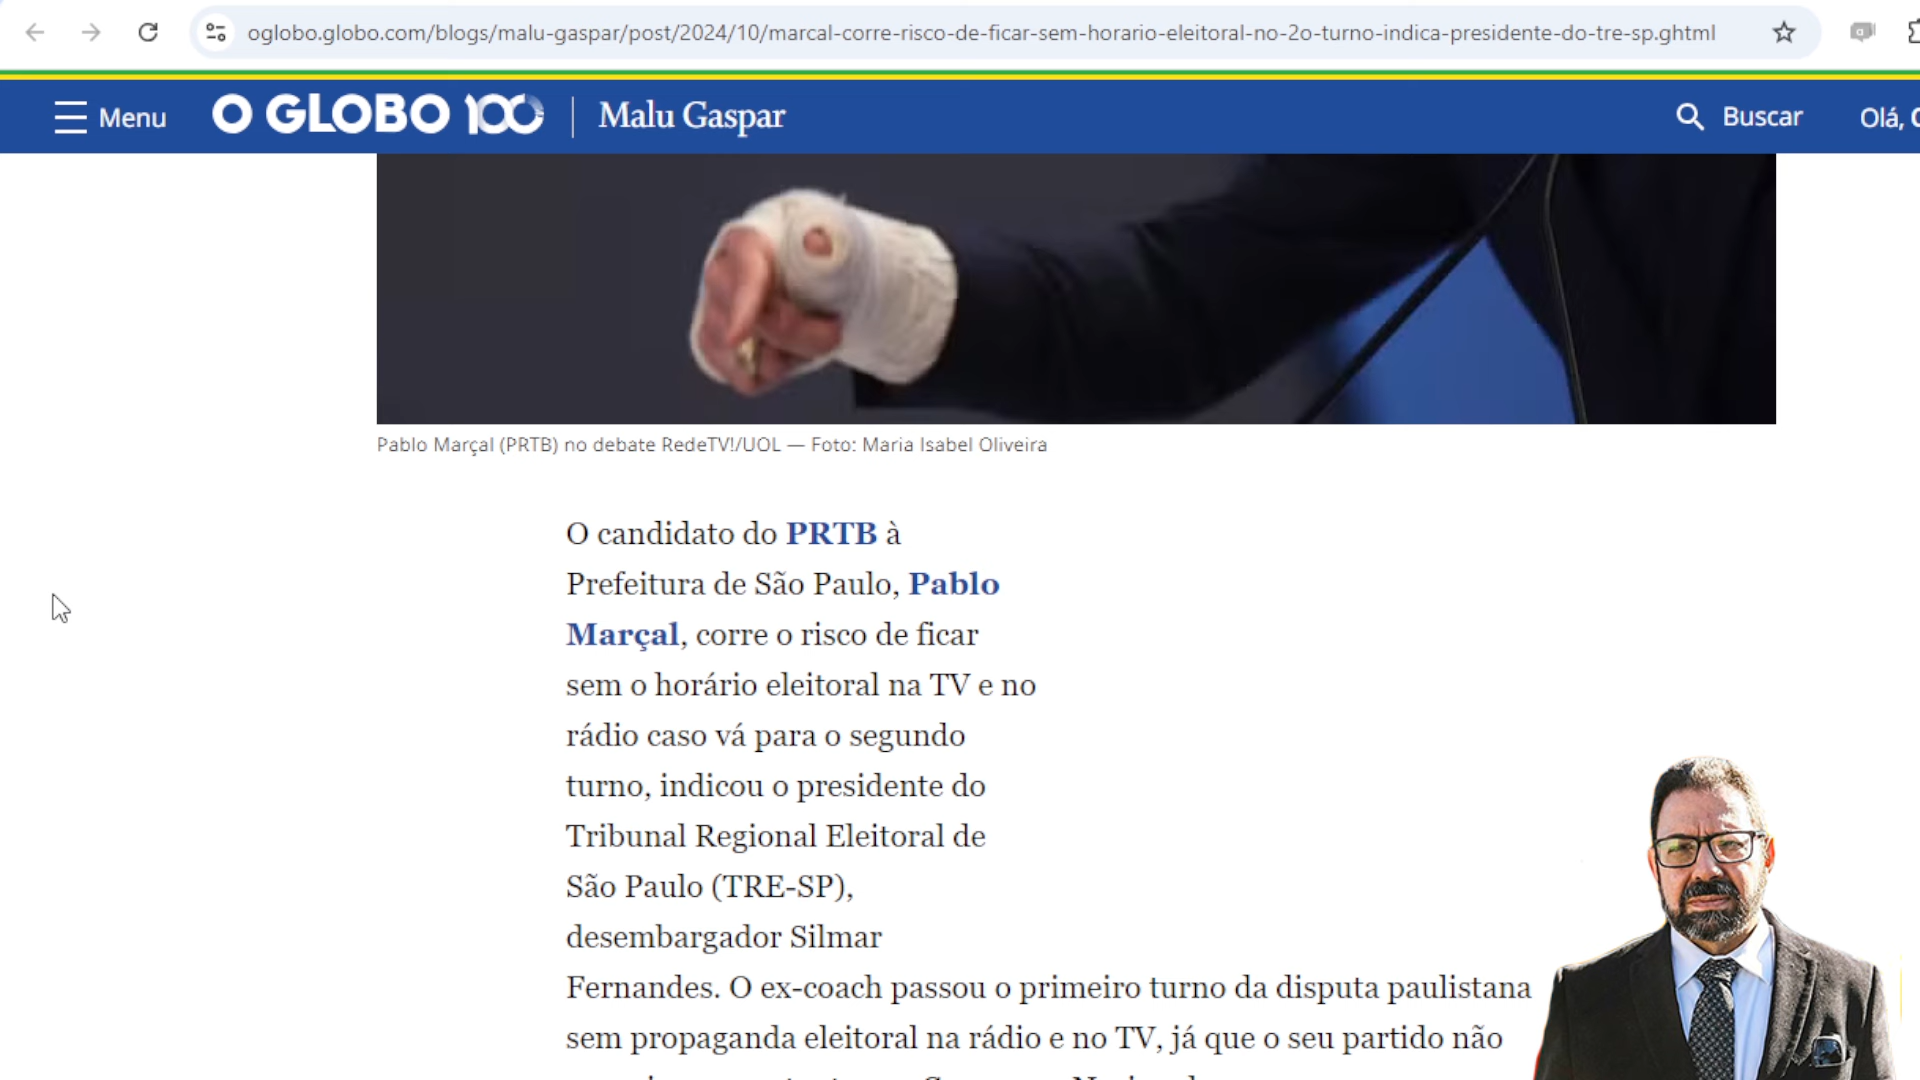 oglobo.globo.com/blogs/malu-gaspar/post/2024/10/marcal-corre-risco-de-ficar-sem-horario-eleitoral-no-2o-turno-indica-presidente-do-tre-sp.ghtml
Menu O GLOBO 100 Malu Gaspar Buscar Olá,
Pablo Marçal (PRTB) no debate RedeTV!/UOL — Foto: Maria Isabel Oliveira
O candidato do PRTB à
Prefeitura de São Paulo, Pablo
Marçal, corre o risco de ficar
sem o horário eleitoral na TV e no
rádio caso vá para o segundo
turno, indicou o presidente do
Tribunal Regional Eleitoral de
São Paulo (TRE-SP),
desembargador Silmar
Fernandes. O ex-coach passou o primeiro turno da disputa paulistana
sem propaganda eleitoral na rádio e no TV, já que o seu partido não